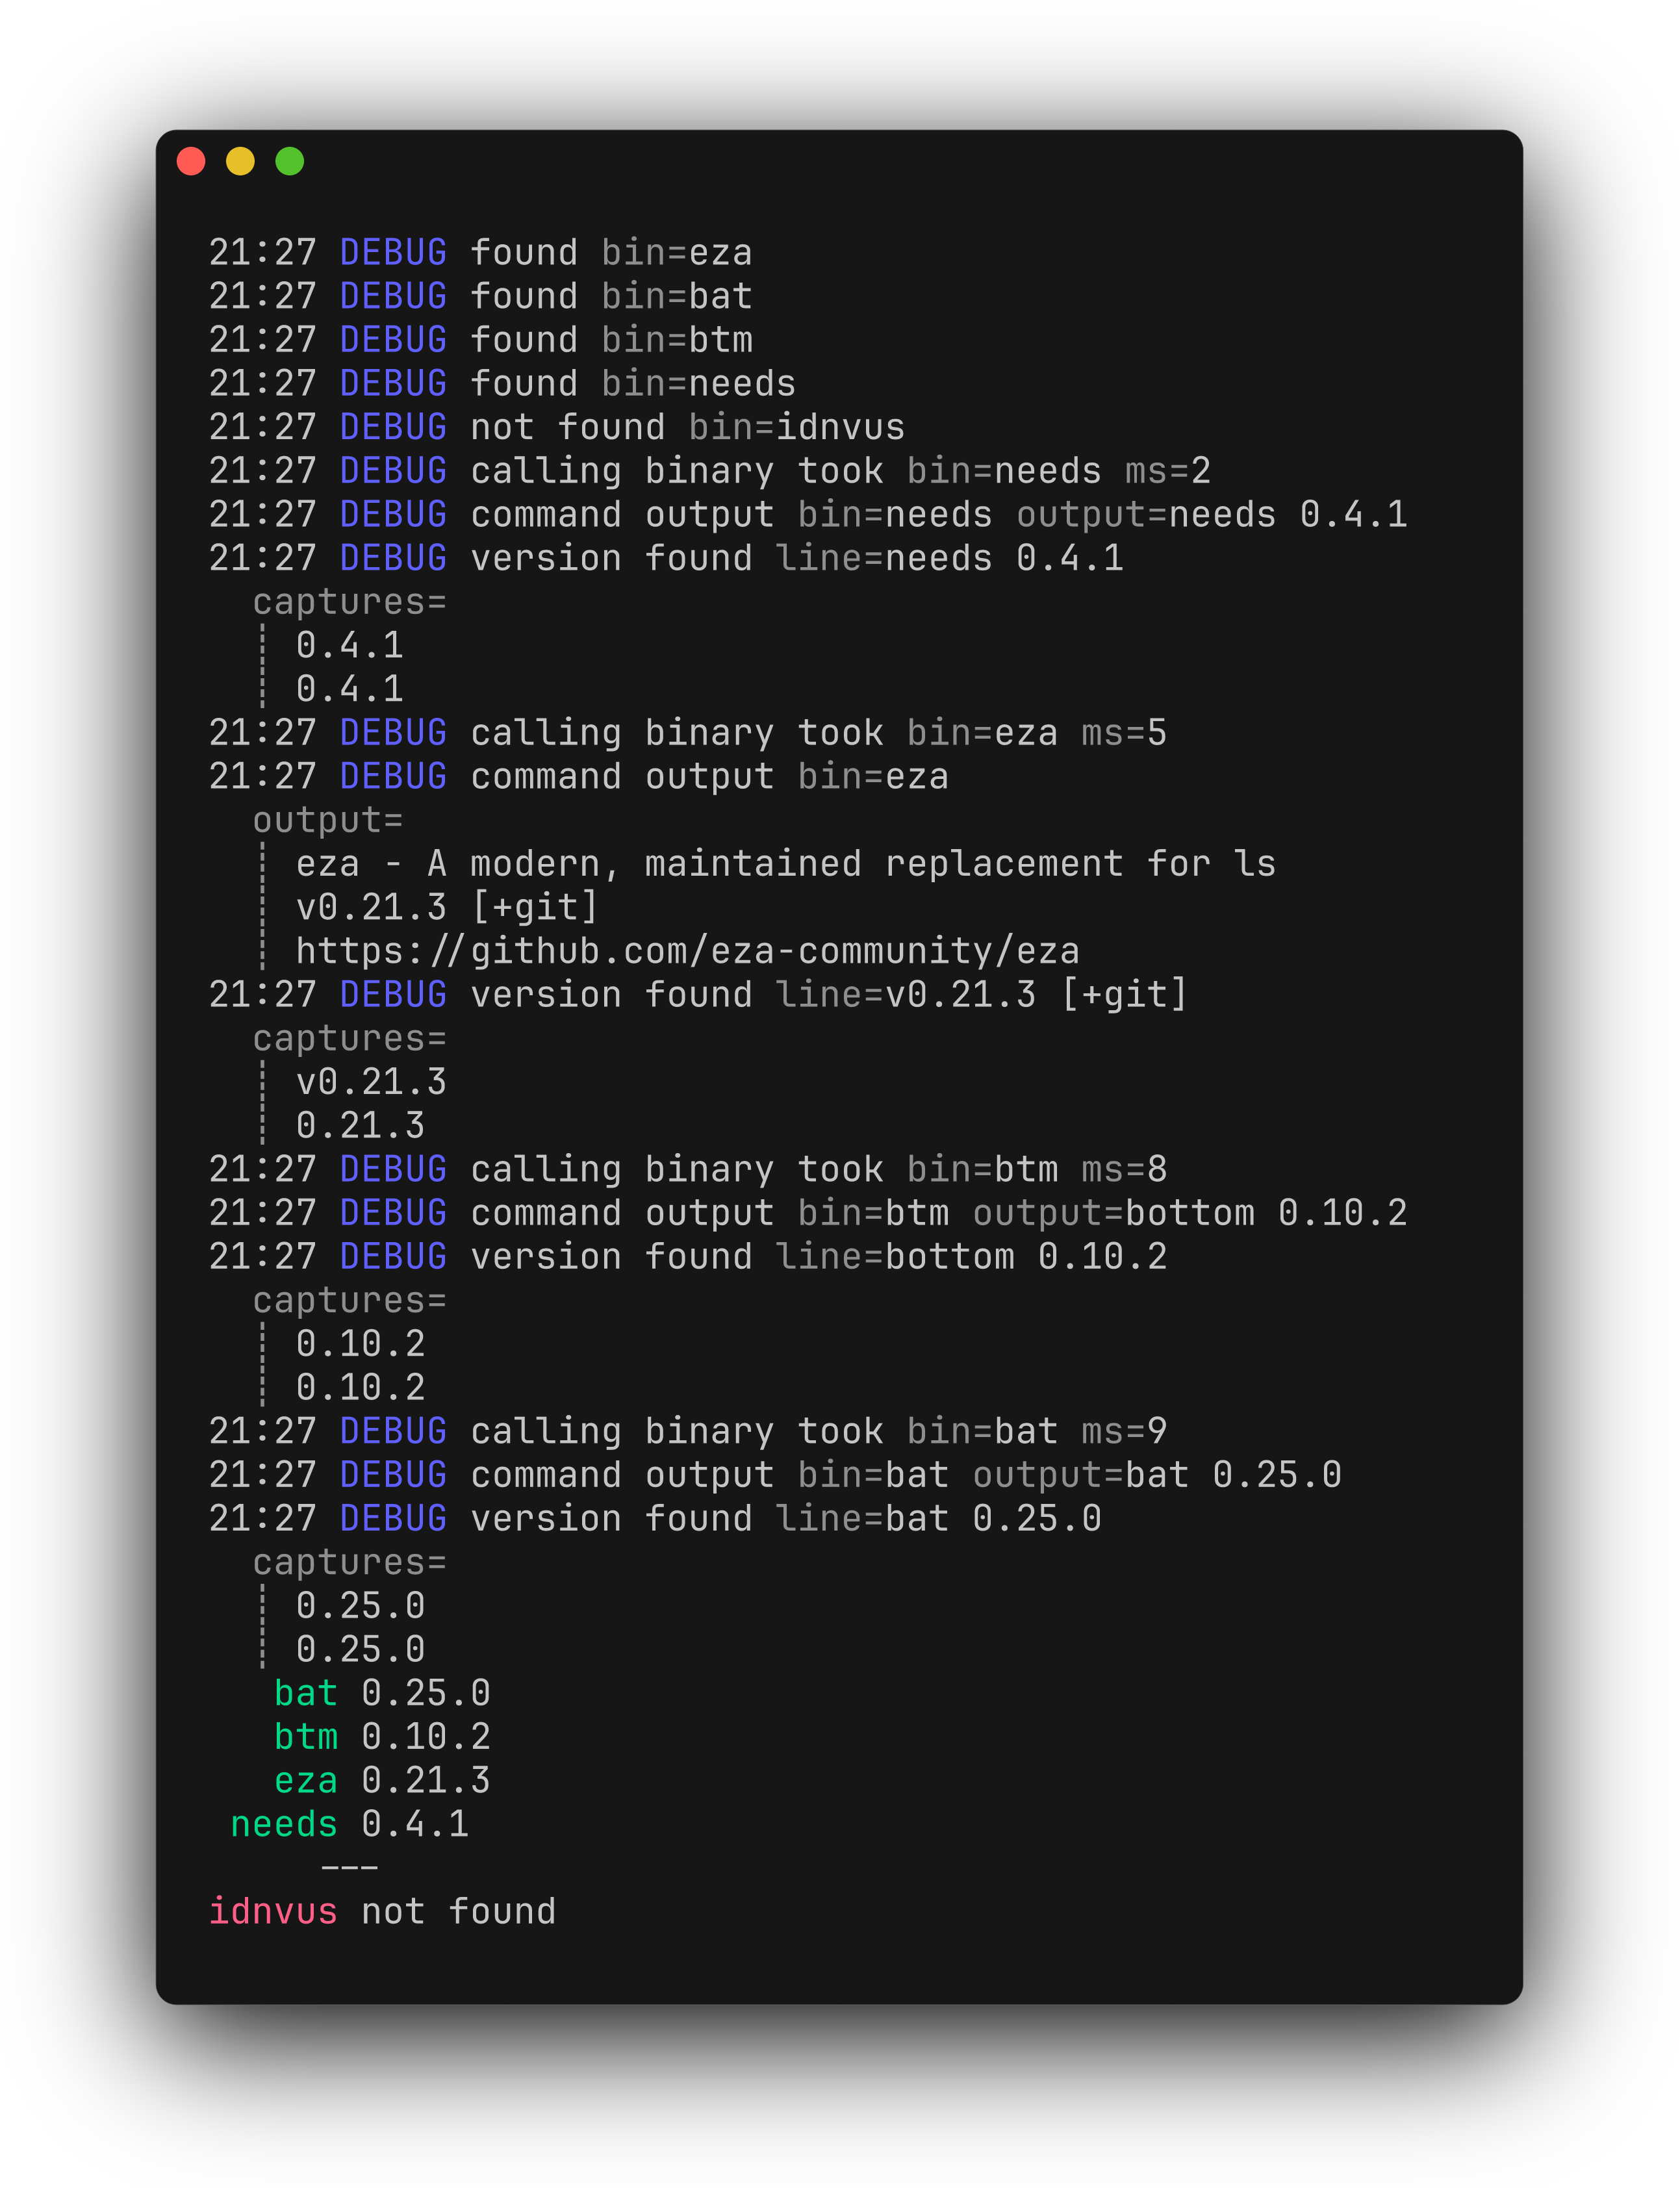 21:27 DEBUG found bin=eza
21:27 DEBUG found bin=bat
21:27 DEBUG found bin=btm
21:27 DEBUG found bin=needs
21:27 DEBUG not found bin=idnvus
21:27 DEBUG calling binary took bin=needs ms=2
21:27 DEBUG command output bin=needs output=needs 0.4.1
21:27 DEBUG version found line=needs 0.4.1
  captures=
  ┆ 0.4.1
  ┆ 0.4.1
21:27 DEBUG calling binary took bin=eza ms=5
21:27 DEBUG command output bin=eza
  output=
  ┆ eza - A modern, maintained replacement for ls
  ┆ v0.21.3 [+git]
  ┆ https://github.com/eza-community/eza
21:27 DEBUG version found line=v0.21.3 [+git]
  captures=
  ┆ v0.21.3
  ┆ 0.21.3
21:27 DEBUG calling binary took bin=btm ms=8
21:27 DEBUG command output bin=btm output=bottom 0.10.2
21:27 DEBUG version found line=bottom 0.10.2
  captures=
  ┆ 0.10.2
  ┆ 0.10.2
21:27 DEBUG calling binary took bin=bat ms=9
21:27 DEBUG command output bin=bat output=bat 0.25.0
21:27 DEBUG version found line=bat 0.25.0
  captures=
  ┆ 0.25.0
  ┆ 0.25.0
   bat 0.25.0
   btm 0.10.2
   eza 0.21.3
 needs 0.4.1
     ---
idnvus not found